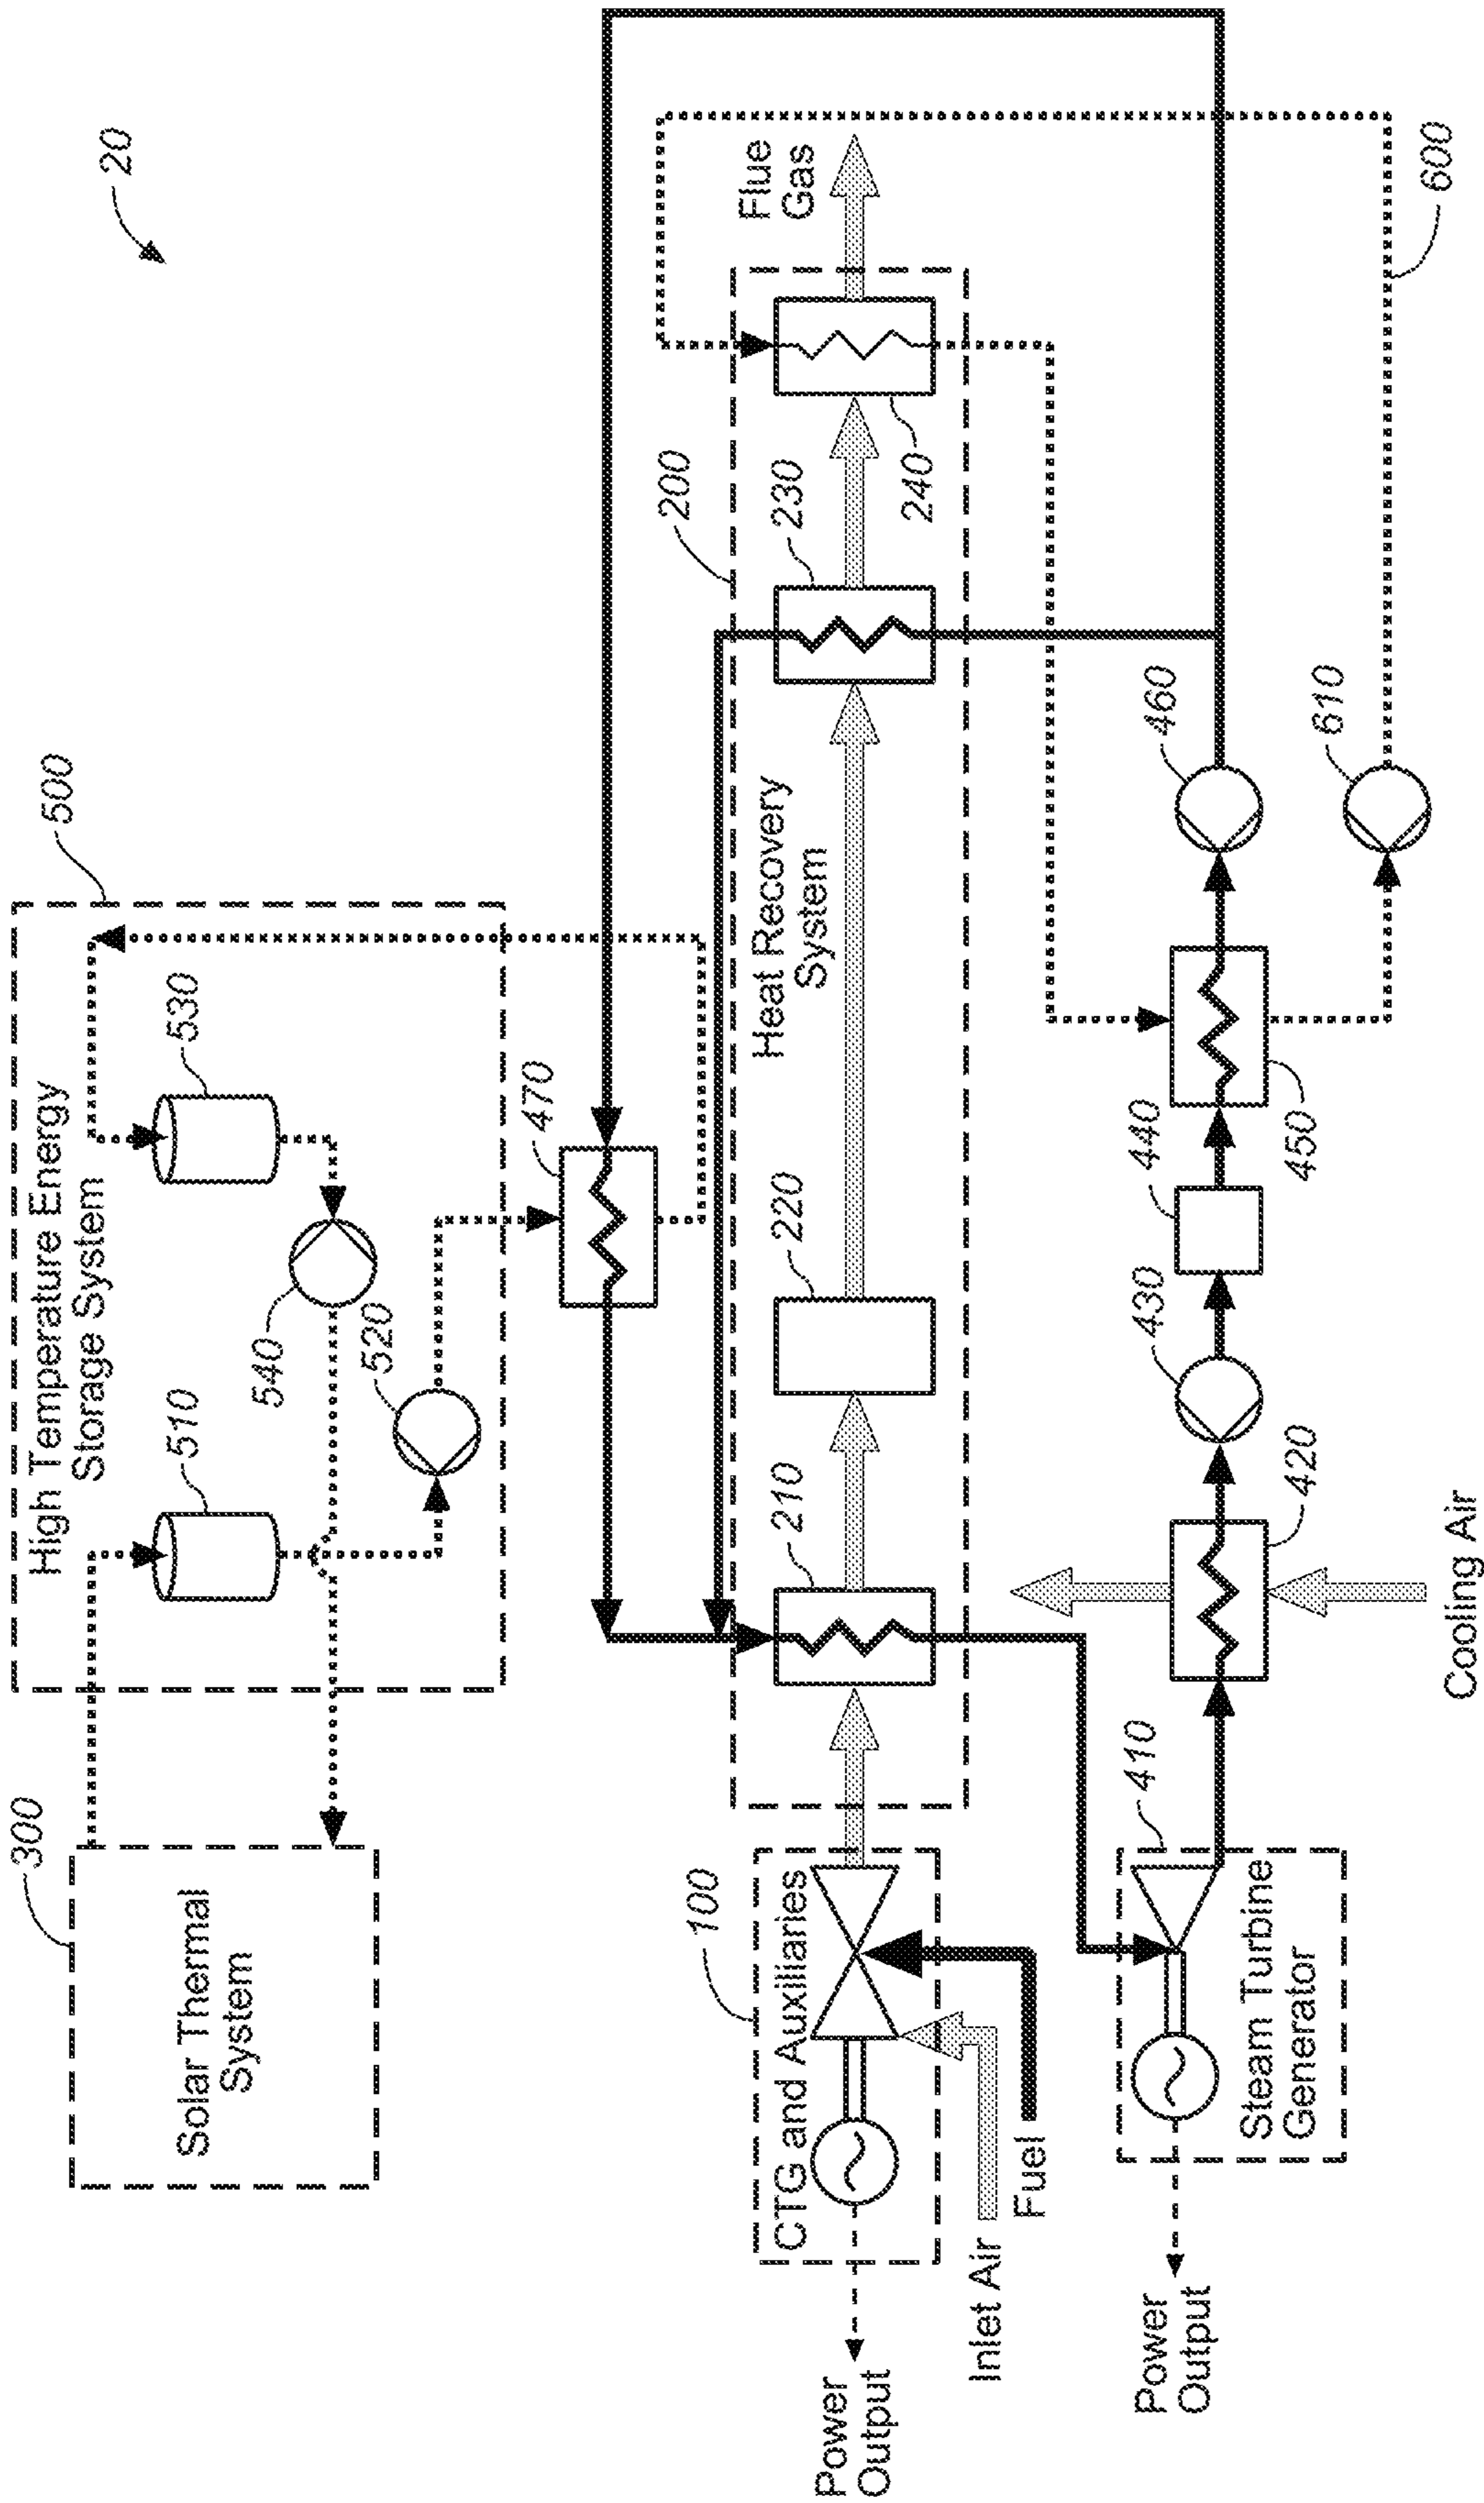 20
300
Solar Thermal
System
500
High Temperature Energy
Storage System
510
530
540
520
470
200
Heat Recovery
System
210
220
230
240
Flue
Gas
100
CTG and Auxiliaries
Power
Output
Inlet Air
Fuel
410
Steam Turbine
Generator
Power
Output
420
Cooling Air
430
440
450
460
610
600